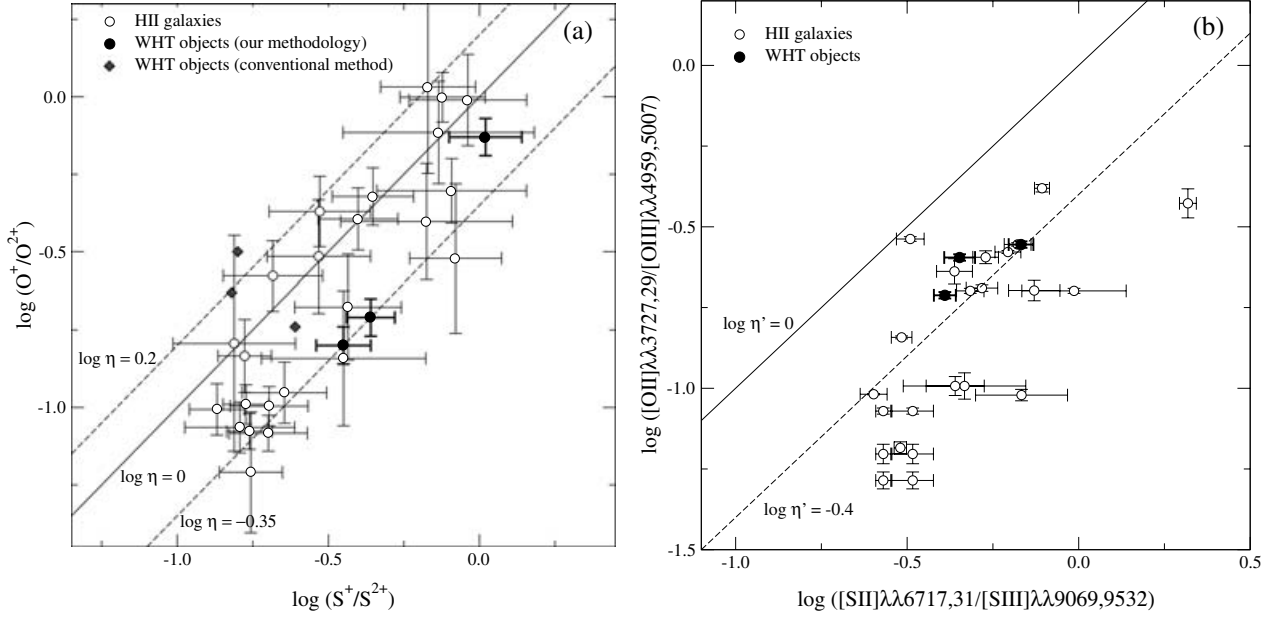 HII galaxies
WHT objects (our methodology)
WHT objects (conventional method)
(a)
0.0
-0.5
-1.0
log (O⁺/O²⁺)
log η = 0.2
log η = 0
log η = −0.35
-1.0
-0.5
0.0
log (S⁺/S²⁺)
HII galaxies
WHT objects
(b)
0.0
-0.5
-1.0
-1.5
log ([OII]λλ3727,29/[OIII]λλ4959,5007)
log η’ = 0
log η’ = -0.4
-1.0
-0.5
0.0
0.5
log ([SII]λλ6717,31/[SIII]λλ9069,9532)